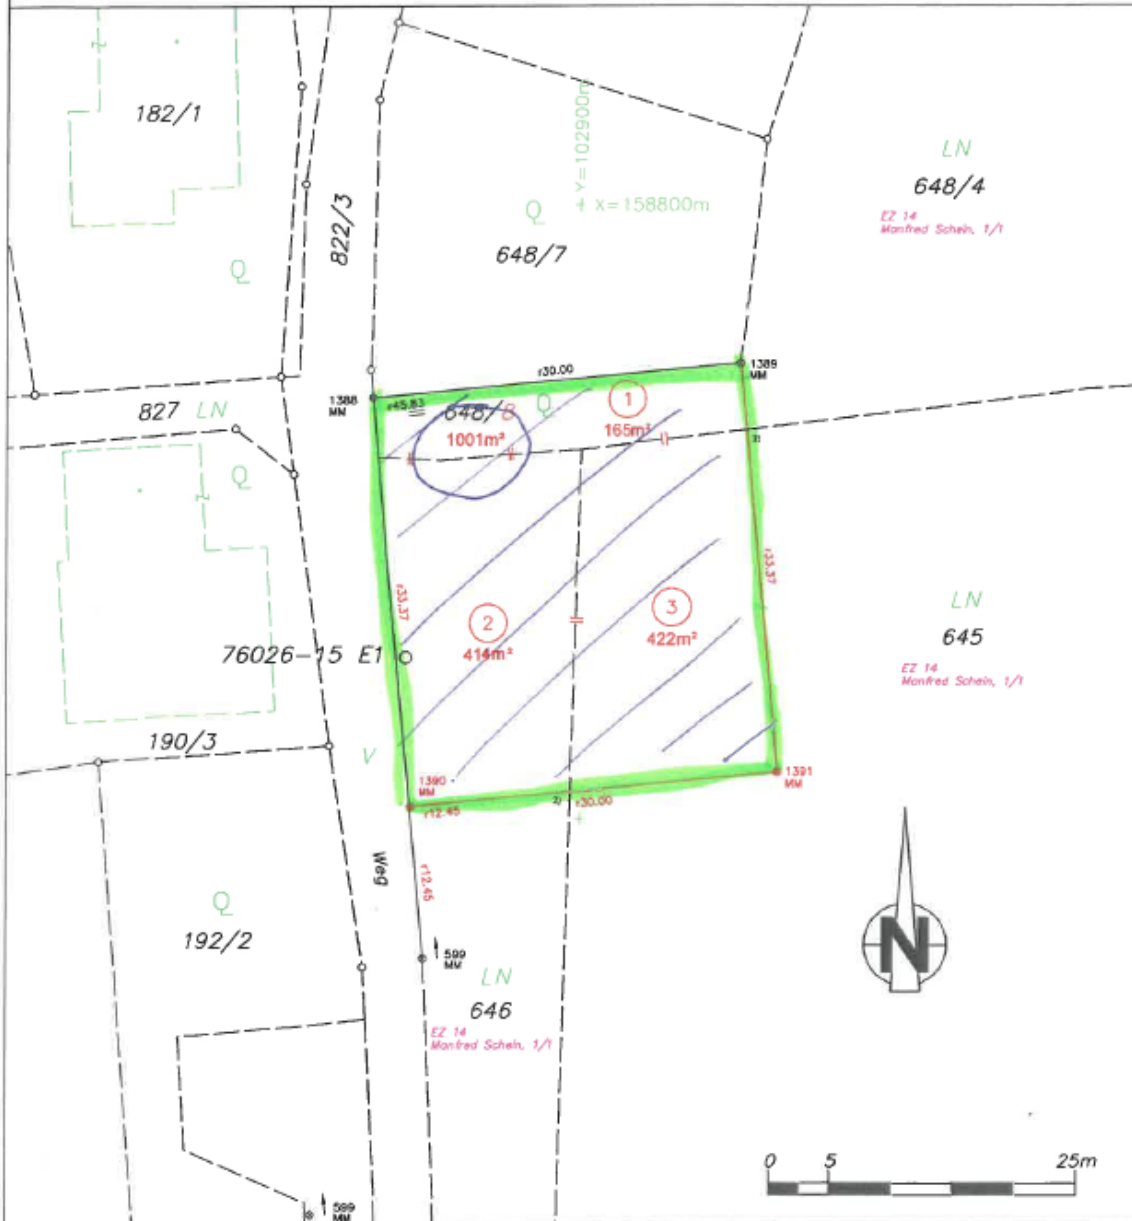 182/1
822/3
Y=102900m
X=158800m
LN
648/4
EZ 14
Manfred Schein, 1/1
Q
648/7
Q
r30.00
1389
MM
1388
MM
r45.83
827 LN
648/8
Q
1
1001m²
165m²
3)
Q
r33.37
r33.37
2
414m²
3
422m²
LN
645
EZ 14
Manfred Schein, 1/1
76026-15 E1
190/3
V
1390
MM
r12.45
2)
r30.00
1391
MM
Weg
r12.45
Q
192/2
599
MM
LN
646
EZ 14
Manfred Schein, 1/1
N
0 5 25m
599
MM